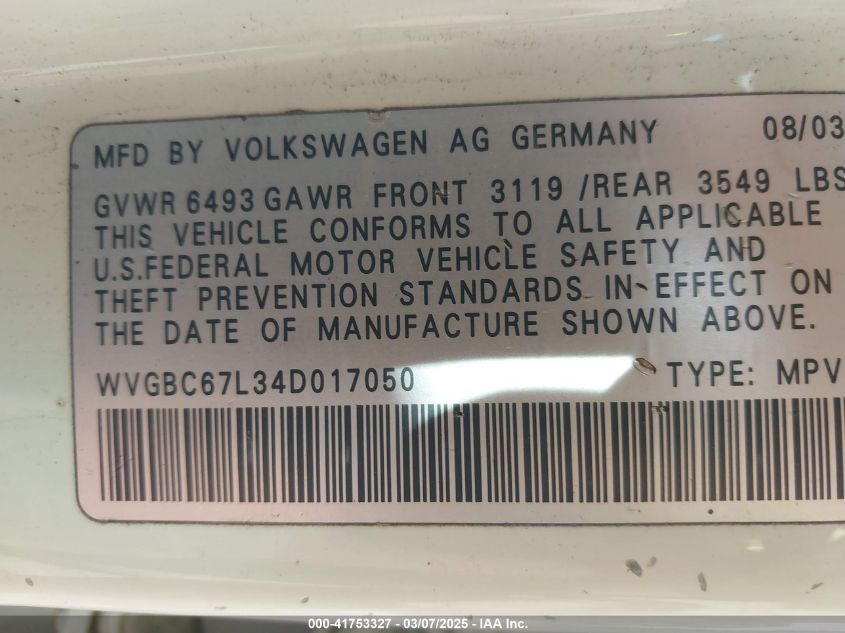 MFD BY VOLKSWAGEN AG GERMANY 08/03
GVWR 6493 GAWR FRONT 3119 /REAR 3549 LBS
THIS VEHICLE CONFORMS TO ALL APPLICABLE
U.S.FEDERAL MOTOR VEHICLE SAFETY AND
THEFT PREVENTION STANDARDS IN EFFECT ON
THE DATE OF MANUFACTURE SHOWN ABOVE.
WVGBC67L34D017050 TYPE: MPV
000-41753327 - 03/07/2025 - IAA Inc.